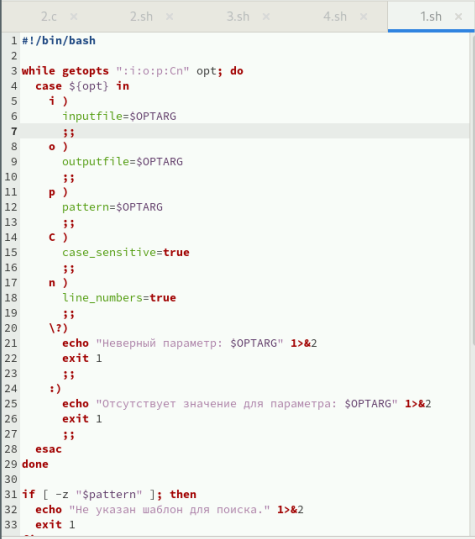 2.c × 2.sh × 3.sh × 4.sh × 1.sh
1 #!/bin/bash
2
3 while getopts ":i:o:p:Cn" opt; do
4   case ${opt} in
5     i )
6       inputfile=$OPTARG
7       ;;
8     o )
9       outputfile=$OPTARG
10       ;;
11     p )
12       pattern=$OPTARG
13       ;;
14     C )
15       case_sensitive=true
16       ;;
17     n )
18       line_numbers=true
19       ;;
20     \?)
21       echo "Неверный параметр: $OPTARG" 1>&2
22       exit 1
23       ;;
24     :)
25       echo "Отсутствует значение для параметра: $OPTARG" 1>&2
26       exit 1
27       ;;
28   esac
29 done
30
31 if [ -z "$pattern" ]; then
32   echo "Не указан шаблон для поиска." 1>&2
33   exit 1